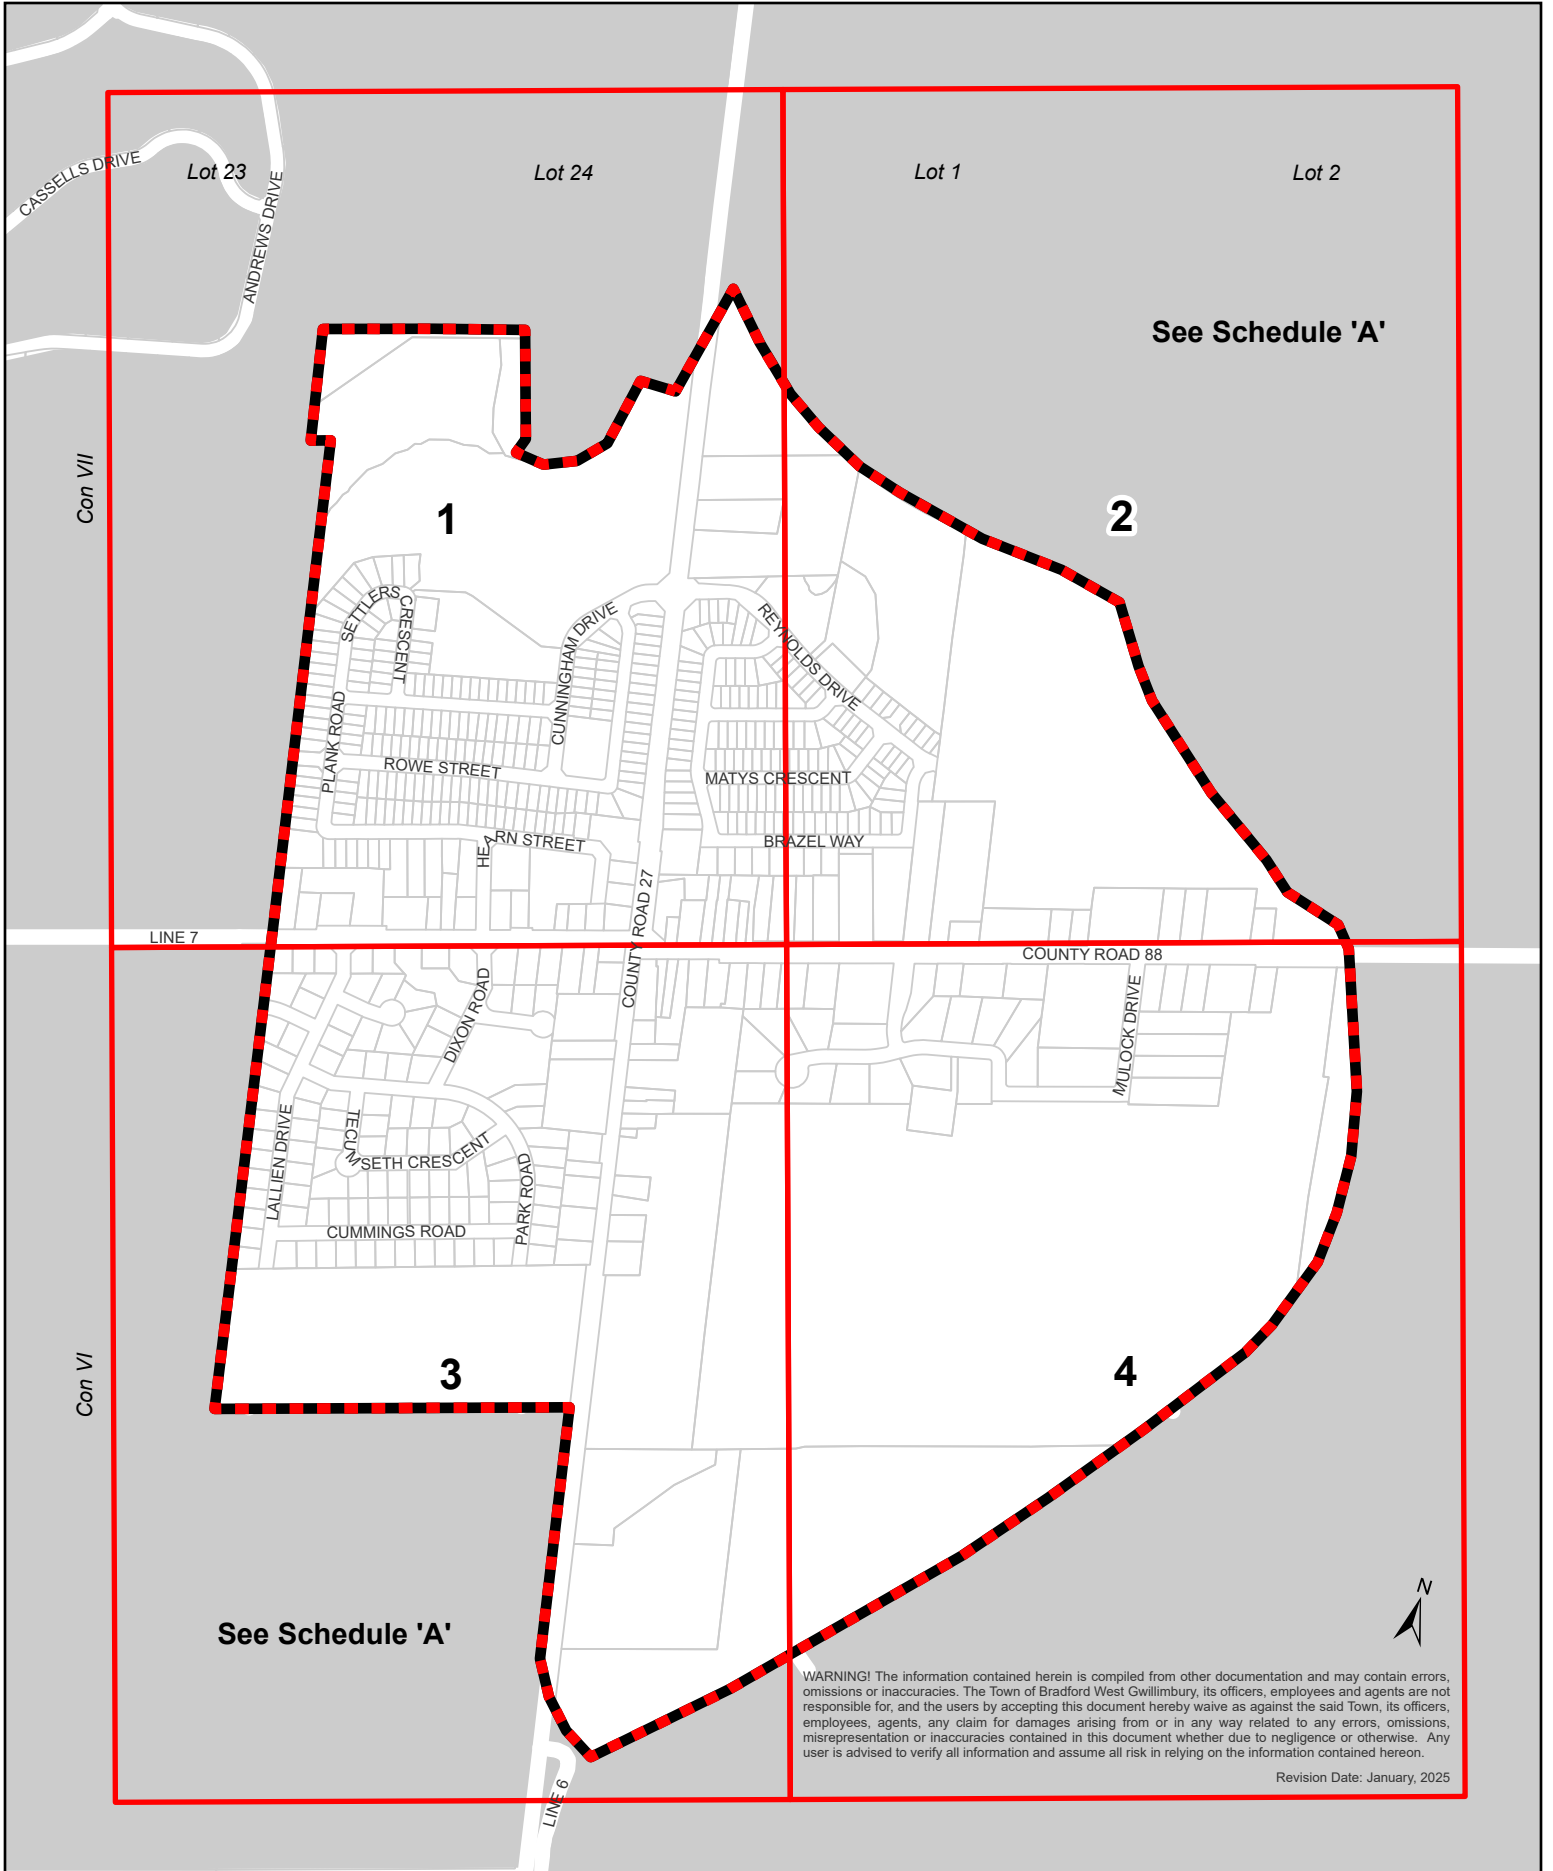 Lot 23
Lot 24
Lot 1
Lot 2
CASSELLS DRIVE
ANDREWS DRIVE
See Schedule 'A'
Con VII
1
2
SETTLERS CRESCENT
CUNNINGHAM DRIVE
REYNOLDS DRIVE
PLANK ROAD
ROWE STREET
MATYS CRESCENT
HEARN STREET
BRAZEL WAY
COUNTY ROAD 27
LINE 7
COUNTY ROAD 88
DIXON ROAD
MULOCK DRIVE
LALLIEN DRIVE
TECUMSETH CRESCENT
PARK ROAD
CUMMINGS ROAD
Con VI
3
4
See Schedule 'A'
N
WARNING! The information contained herein is compiled from other documentation and may contain errors,
omissions or inaccuracies. The Town of Bradford West Gwillimbury, its officers, employees and agents are not
responsible for, and the users by accepting this document hereby waive as against the said Town, its officers,
employees, agents, any claim for damages arising from or in any way related to any errors, omissions,
misrepresentation or inaccuracies contained in this document whether due to negligence or otherwise. Any
user is advised to verify all information and assume all risk in relying on the information contained hereon.
Revision Date: January, 2025
LINE 6